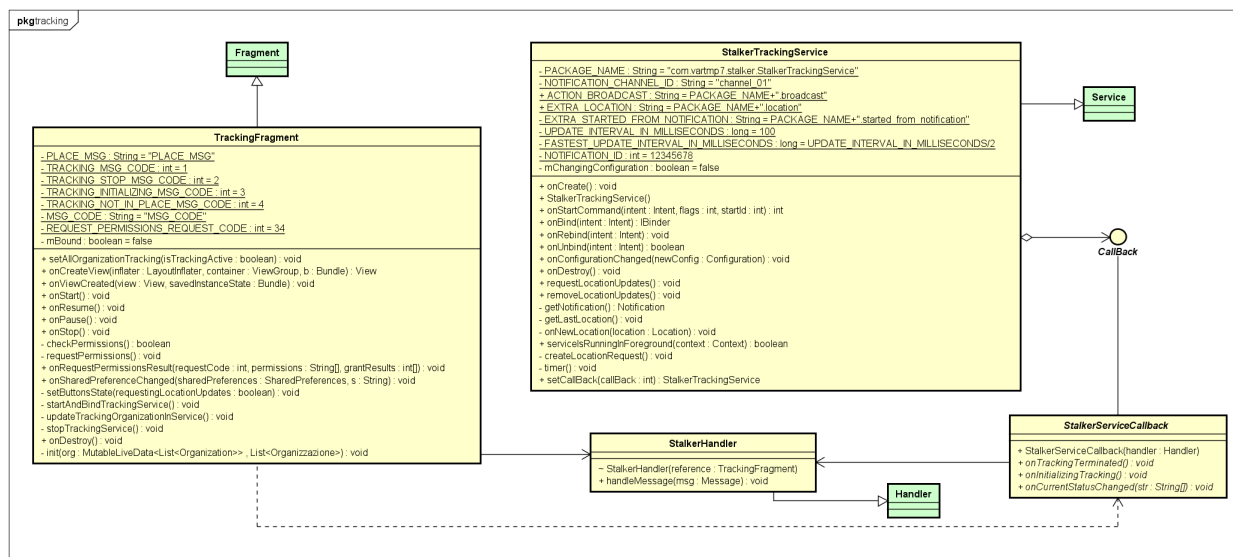 pkg tracking
Fragment
TrackingFragment
- PLACE_MSG : String = "PLACE_MSG"
- TRACKING_MSG_CODE : int = 1
- TRACKING_STOP_MSG_CODE : int = 2
- TRACKING_INITIALIZING_MSG_CODE : int = 3
- TRACKING_NOT_IN_PLACE_MSG_CODE : int = 4
- MSG_CODE : String = "MSG_CODE"
- REQUEST_PERMISSIONS_REQUEST_CODE : int = 34
- mBound : boolean = false
+ setAllOrganizationTracking(isTrackingActive : boolean) : void
+ onCreateView(inflater : LayoutInflater, container : ViewGroup, b : Bundle) : View
+ onViewCreated(view : View, savedInstanceState : Bundle) : void
+ onStart() : void
+ onResume() : void
+ onPause() : void
+ onStop() : void
- checkPermissions() : boolean
- requestPermissions() : void
+ onRequestPermissionsResult(requestCode : int, permissions : String[], grantResults : int[]) : void
+ onSharedPreferenceChanged(sharedPreferences : SharedPreferences, s : String) : void
- setButtonsState(requestingLocationUpdates : boolean) : void
- startAndBindTrackingService() : void
- updateTrackingOrganizationInService() : void
- stopTrackingService() : void
+ onDestroy() : void
- init(org : MutableLiveData<List<Organization>> , List<Organizzazione>) : void
StalkerTrackingService
- PACKAGE_NAME : String = "com.vartmp7.stalker.StalkerTrackingService"
- NOTIFICATION_CHANNEL_ID : String = "channel_01"
+ ACTION_BROADCAST : String = PACKAGE_NAME+".broadcast"
+ EXTRA_LOCATION : String = PACKAGE_NAME+".location"
- EXTRA_STARTED_FROM_NOTIFICATION : String = PACKAGE_NAME+".started_from_notification"
- UPDATE_INTERVAL_IN_MILLISECONDS : long = 100
- FASTEST_UPDATE_INTERVAL_IN_MILLISECONDS : long = UPDATE_INTERVAL_IN_MILLISECONDS/2
- NOTIFICATION_ID : int = 12345678
- mChangingConfiguration : boolean = false
+ onCreate() : void
+ StalkerTrackingService()
+ onStartCommand(intent : Intent, flags : int, startId : int) : int
+ onBind(intent : Intent) : IBinder
+ onRebind(intent : Intent) : void
+ onUnbind(intent : Intent) : boolean
+ onConfigurationChanged(newConfig : Configuration) : void
+ onDestroy() : void
+ requestLocationUpdates() : void
+ removeLocationUpdates() : void
- getNotification() : Notification
- getLastLocation() : void
- onNewLocation(location : Location) : void
+ serviceIsRunningInForeground(context : Context) : boolean
- createLocationRequest() : void
- timer() : void
+ setCallBack(callBack : int) : StalkerTrackingService
Service
CallBack
StalkerHandler
~ StalkerHandler(reference : TrackingFragment)
+ handleMessage(msg : Message) : void
Handler
StalkerServiceCallback
+ StalkerServiceCallback(handler : Handler)
+ onTrackingTerminated() : void
+ onInitializingTracking() : void
+ onCurrentStatusChanged(str : String[]) : void